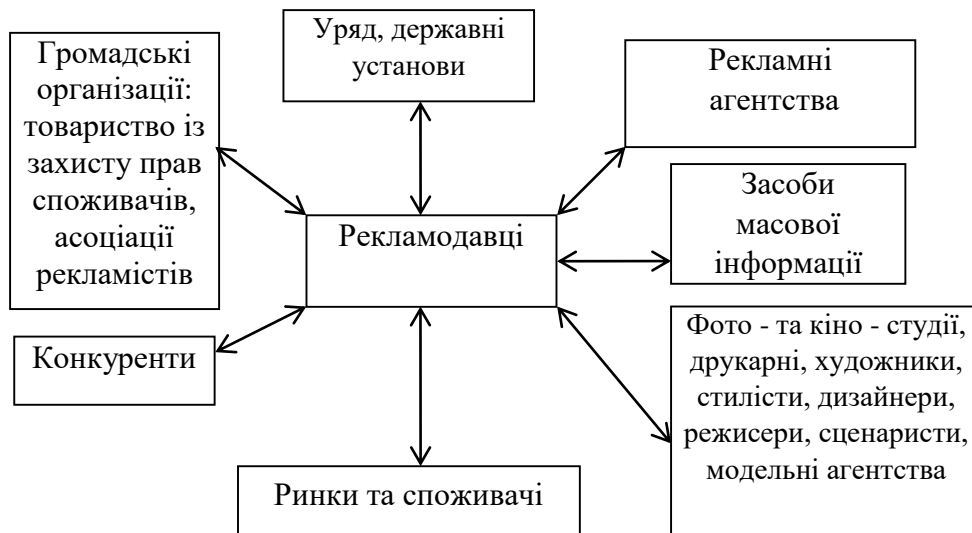 Громадські
організації:
товариство із
захисту прав
споживачів,
асоціації
рекламістів
Уряд, державні
установи
Рекламні
агентства
Рекламодавці
Засоби
масової
інформації
Конкуренти
Фото - та кіно - студії,
друкарні, художники,
стилісти, дизайнери,
режисери, сценаристи,
модельні агентства
Ринки та споживачі